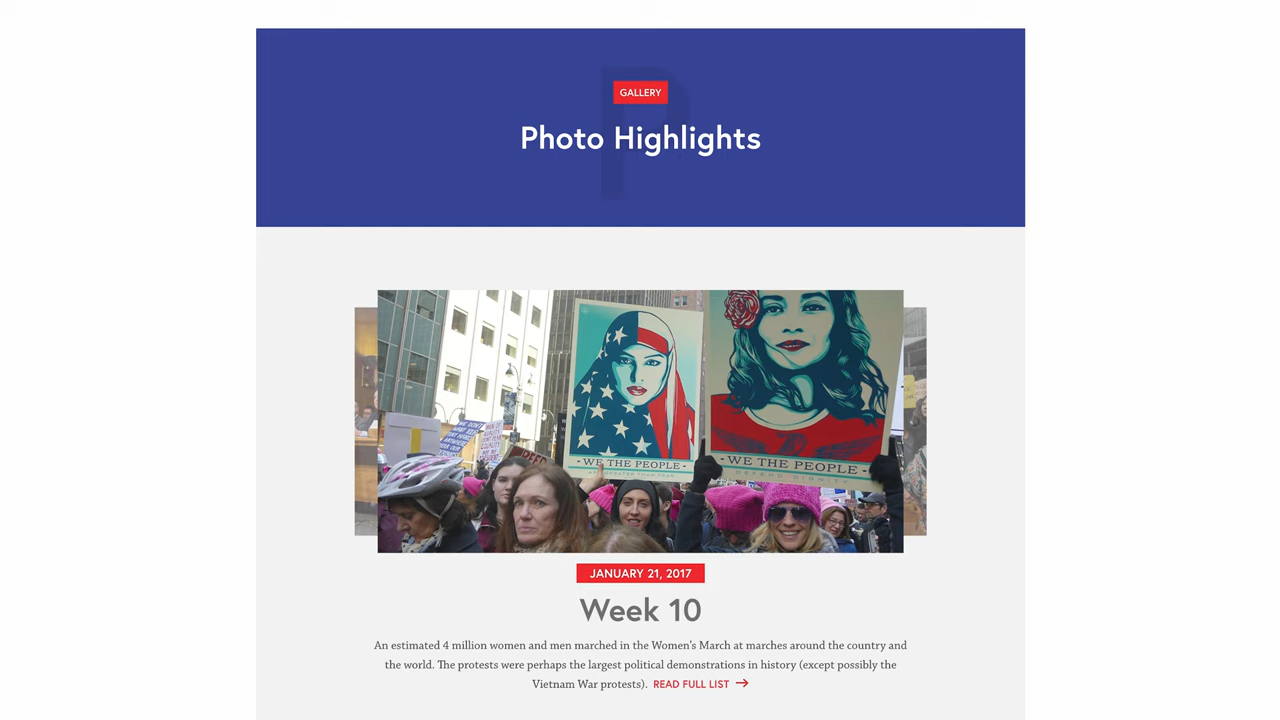 GALLERY
Photo Highlights
WE THE PEOPLE
WE THE PEOPLE
DEFEND DIGNITY
JANUARY 21, 2017
Week 10
An estimated 4 million women and men marched in the Women's March at marches around the country and
the world. The protests were perhaps the largest political demonstrations in history (except possibly the
Vietnam War protests). READ FULL LIST